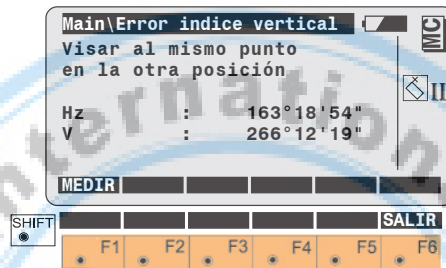 Main\Error indice vertical
MC
Visar al mismo punto
en la otra posición
II
Hz : 163°18'54"
V : 266°12'19"
MEDIR
SHIFT SALIR
F1 F2 F3 F4 F5 F6